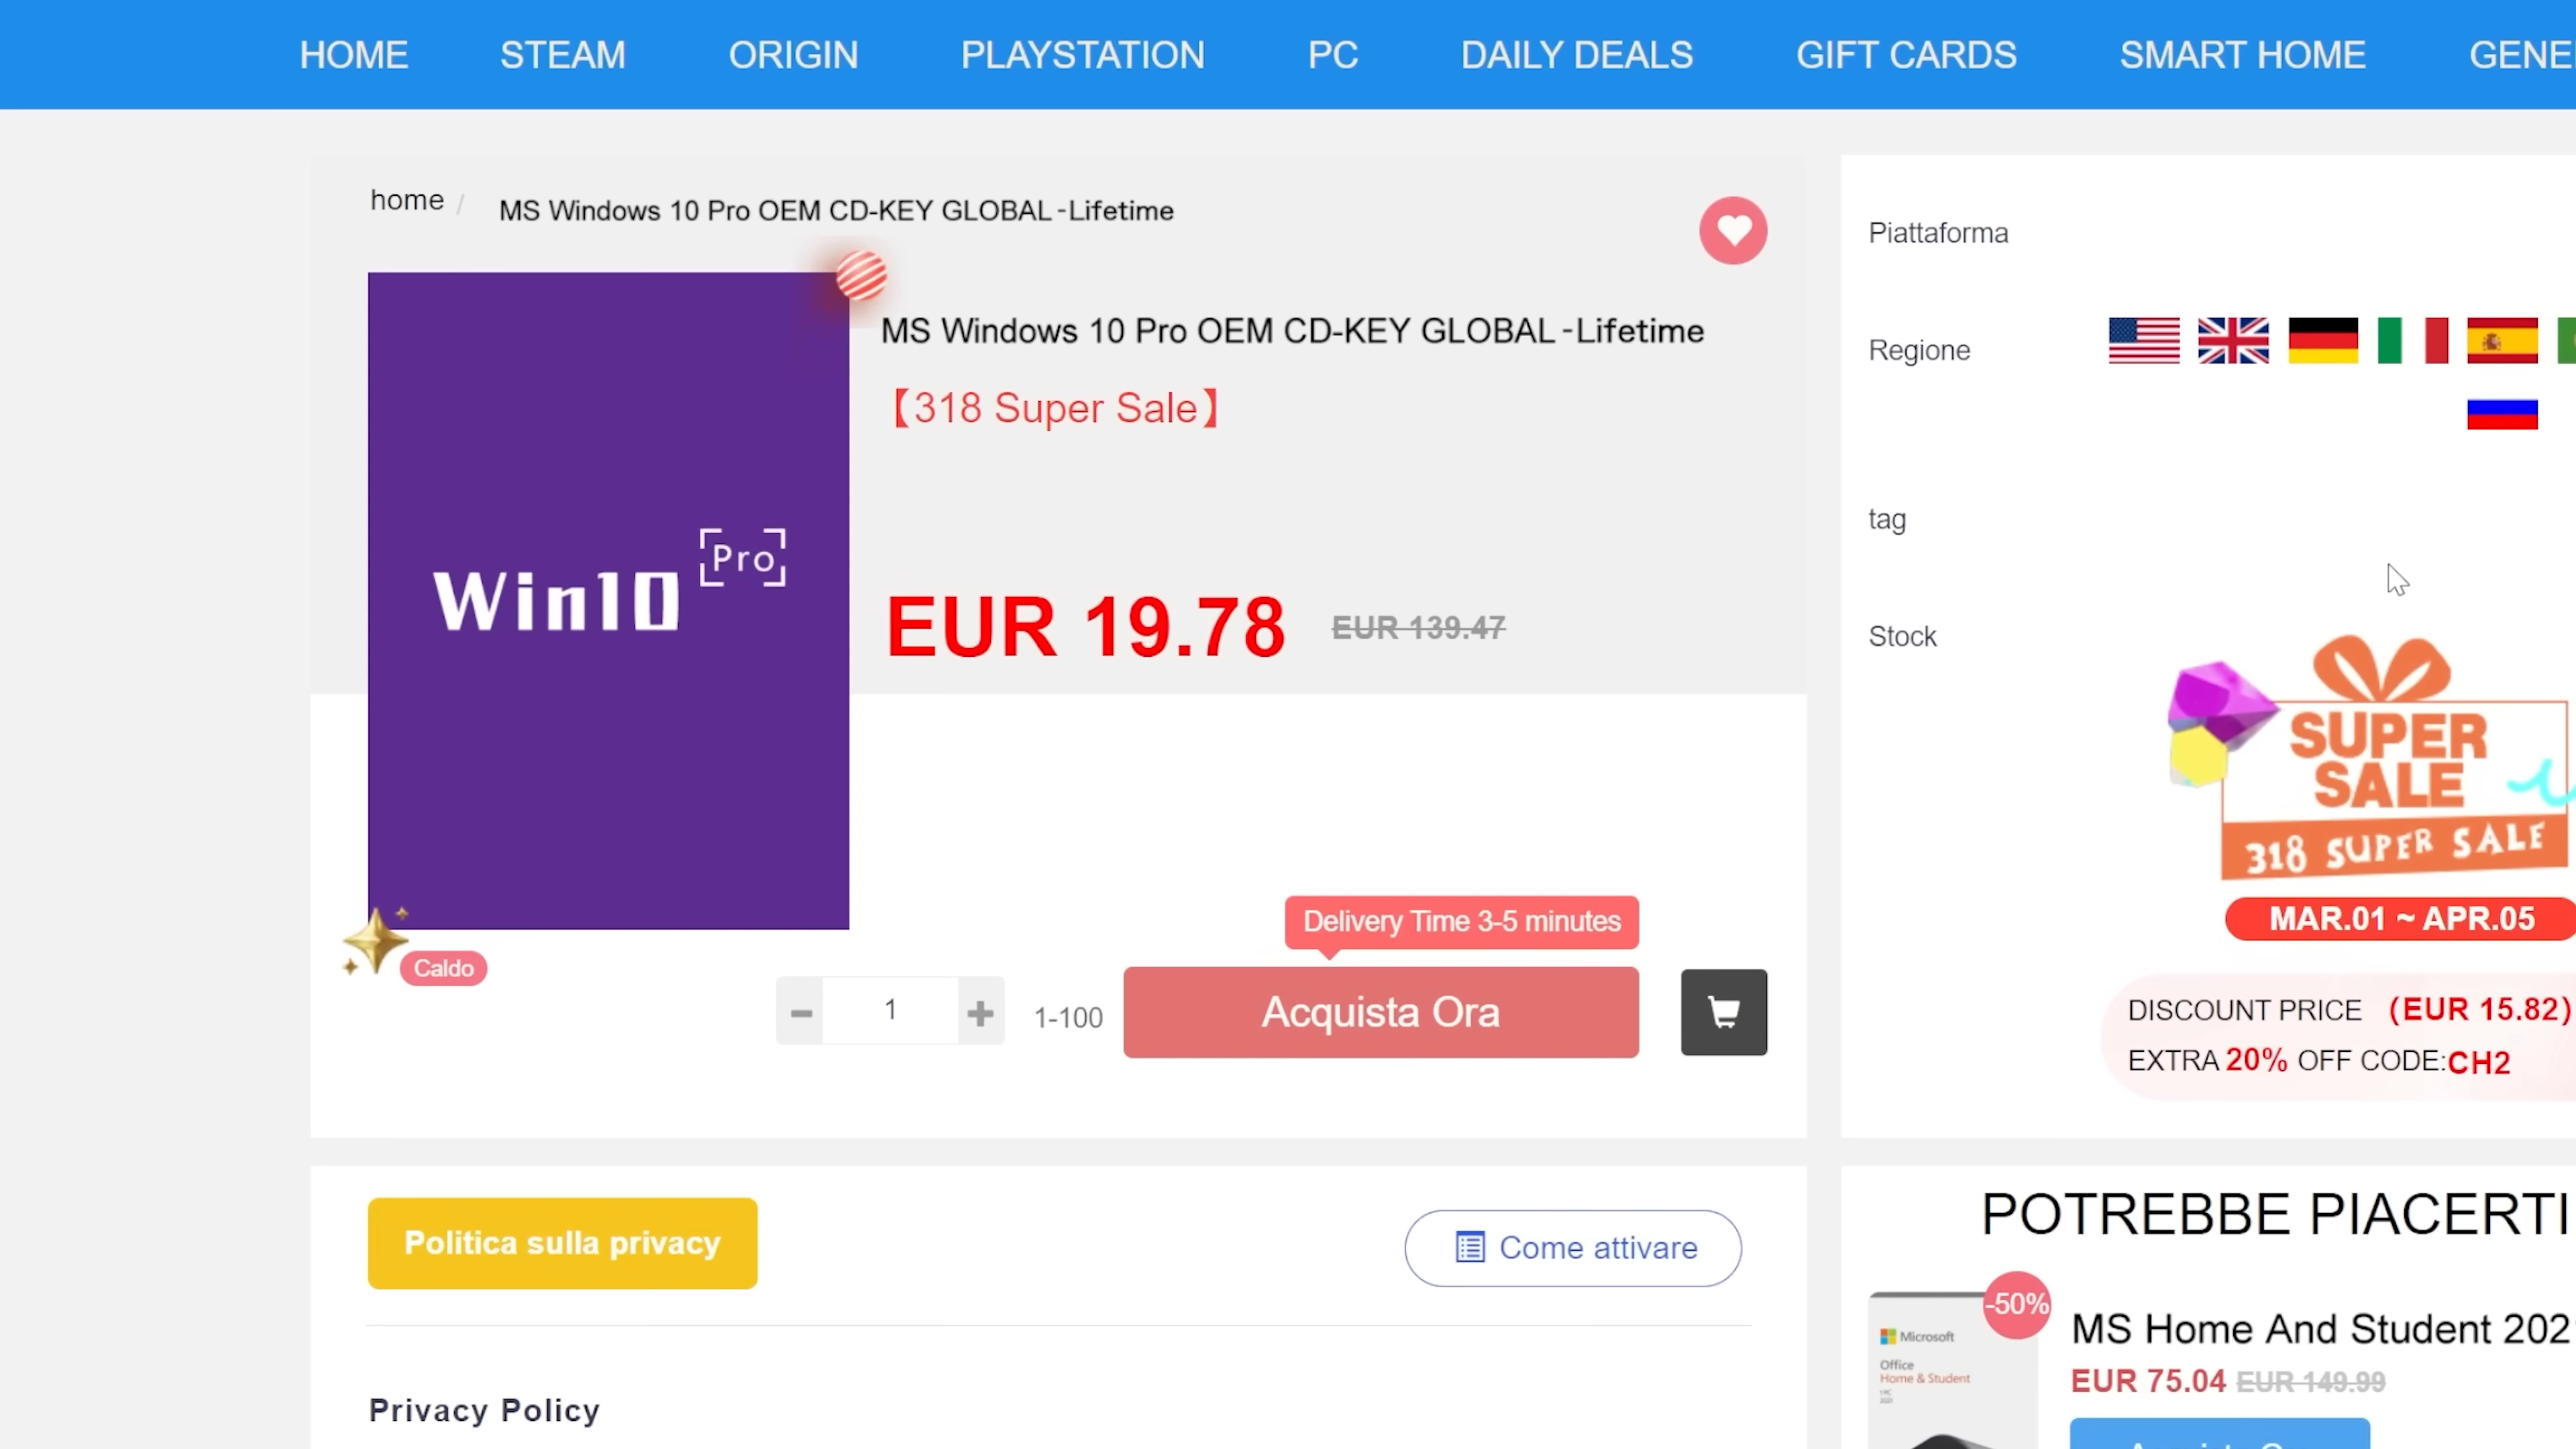 HOME STEAM ORIGIN PLAYSTATION PC DAILY DEALS GIFT CARDS SMART HOME
home / MS Windows 10 Pro OEM CD-KEY GLOBAL -Lifetime
MS Windows 10 Pro OEM CD-KEY GLOBAL -Lifetime
【318 Super Sale】
Win10 Pro
EUR 19.78 EUR 139.47
Caldo
Delivery Time 3-5 minutes
1 1-100 Acquista Ora
Politica sulla privacy
Come attivare
Privacy Policy
Piattaforma
Regione
tag
Stock
SUPER
SALE
318 SUPER SALE
MAR.01 ~ APR.05
DISCOUNT PRICE (EUR 15.82)
EXTRA 20% OFF CODE:CH2
POTREBBE PIACERTI
-50%
Microsoft
Office
Home & Student
MS Home And Student 202
EUR 75.04 EUR 149.99